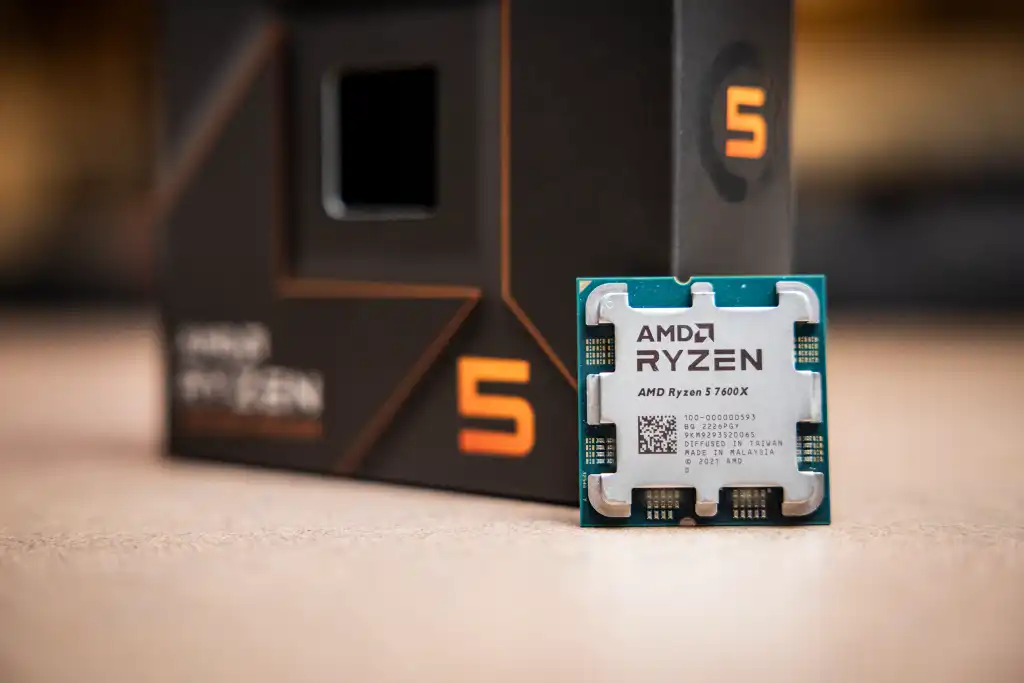 AMD
RYZEN
5
5
AMD
RYZEN
AMD Ryzen 5 7600X
100-000000593
BQ 2226PGY
9KM9293S20065
DIFFUSED IN TAIWAN
MADE IN MALAYSIA
© 2021 AMD
D